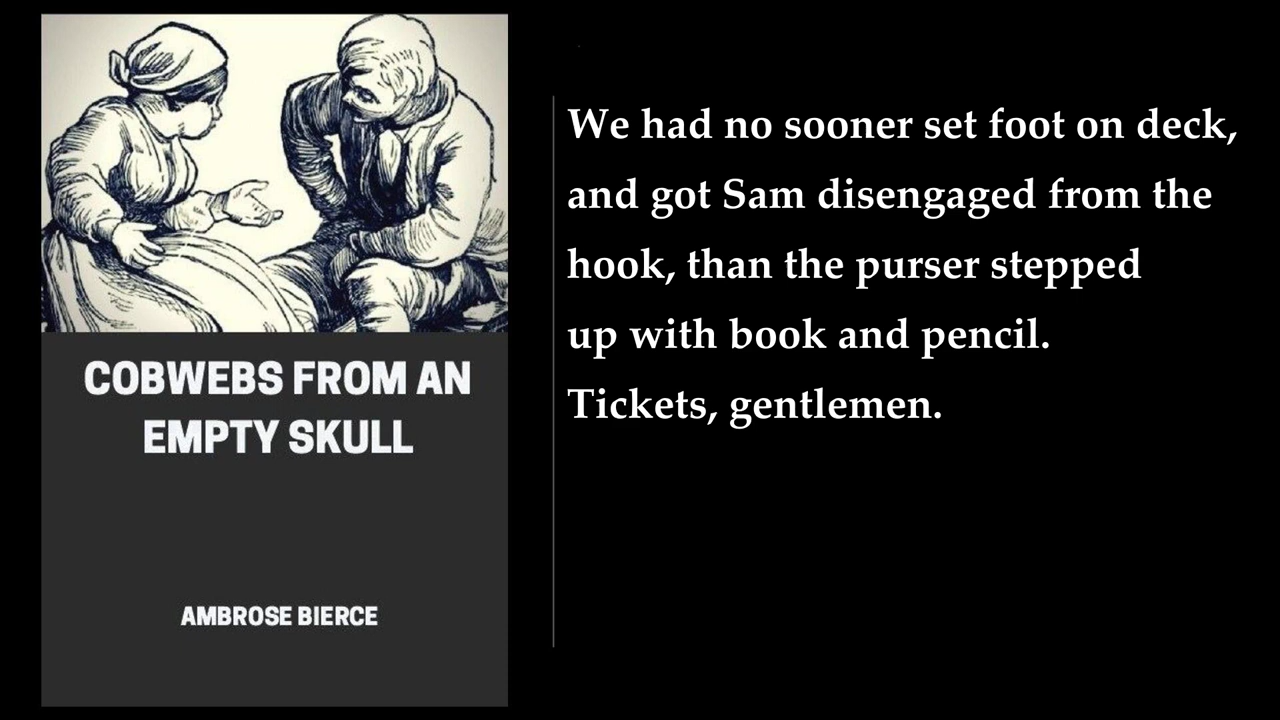 COBWEBS FROM AN
EMPTY SKULL
AMBROSE BIERCE
We had no sooner set foot on deck,
and got Sam disengaged from the
hook, than the purser stepped
up with book and pencil.
Tickets, gentlemen.